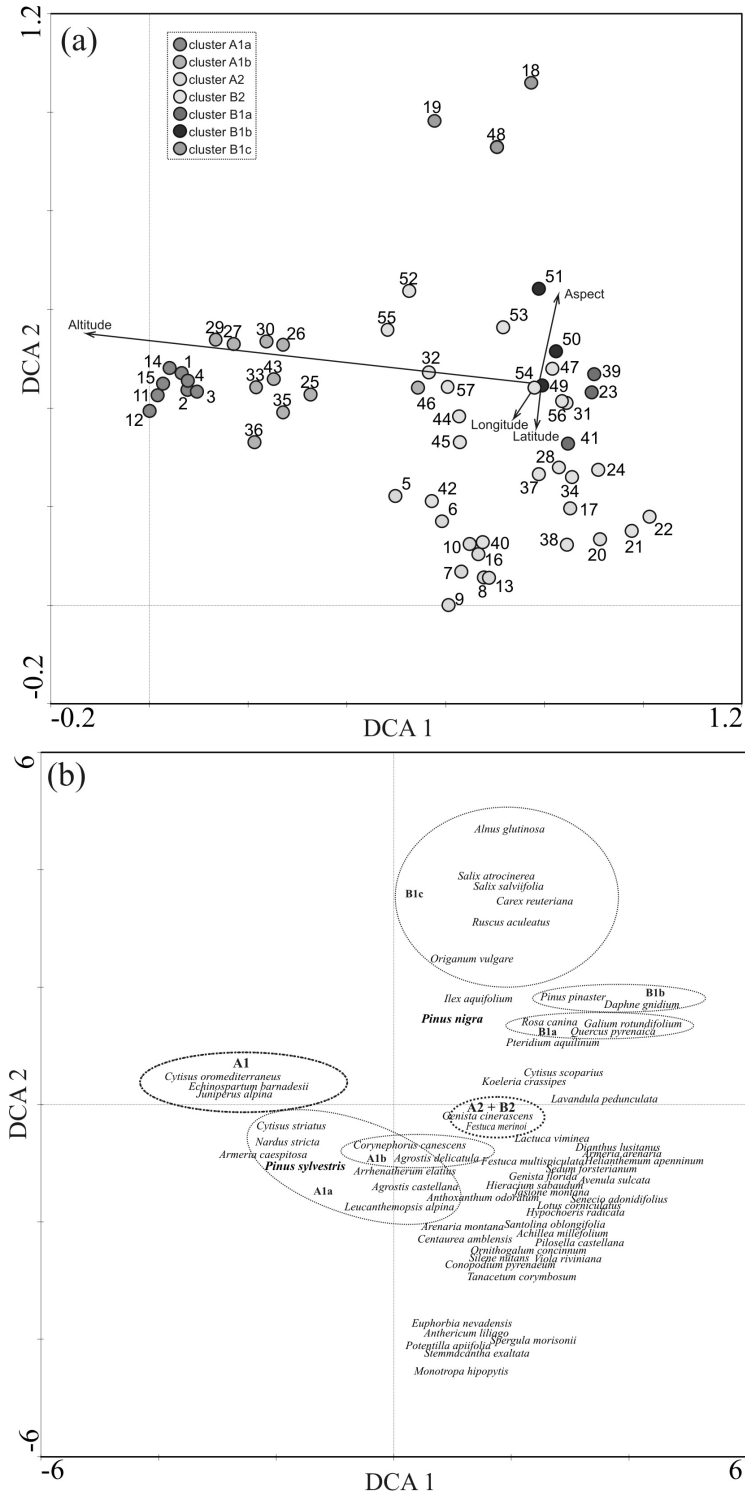 1.2
(a)
cluster A1a
cluster A1b
cluster A2
cluster B2
cluster B1a
cluster B1b
cluster B1c
18
19
48
51
Aspect
52
55
53
50
Altitude
29
27
30
26
14
1
15
4
11
2
3
12
33
43
25
35
36
32
46
57
44
45
54
47
49
39
23
56
31
Longitude
Latitude
41
28
24
37
34
5
42
6
17
22
21
10
40
16
38
20
7
8
13
9
DCA 2
-0.2
-0.2
DCA 1
1.2
6
(b)
Alnus glutinosa
Salix atrocinerea
Salix salviifolia
B1c
Carex reuteriana
Ruscus aculeatus
Origanum vulgare
Ilex aquifolium
Pinus pinaster
B1b
Daphne gnidium
Pinus nigra
Rosa canina
Galium rotundifolium
B1a
Quercus pyrenaica
Pteridium aquilinum
A1
Cytisus oromediterraneus
Echinospartum barnadesii
Juniperus alpina
Cytisus scoparius
Koeleria crassipes
Lavandula pedunculata
A2 + B2
Genista cinerascens
Festuca merinoi
Cytisus striatus
Nardus stricta
Armeria caespitosa
Pinus sylvestris
Corynephorus canescens
A1b
Agrostis delicatula
Arrhenatherum elatius
A1a
Agrostis castellana
Leucanthemopsis alpina
Lactuca viminea
Dianthus lusitanus
Armeria arenaria
Festuca multispiculata
Helianthemum apenninum
Sedum forsterianum
Genista florida
Avenula sulcata
Hieracium sabaudum
Jasione montana
Anthoxanthum odoratum
Senecio adonidifolius
Lotus corniculatus
Hypochoeris radicata
Arenaria montana
Santolina oblongifolia
Centaurea amblensis
Achillea millefolium
Pilosella castellana
Ornithogalum concinnum
Silene nutans
Viola riviniana
Conopodium pyrenaeum
Tanacetum corymbosum
Euphorbia nevadensis
Anthericum liliago
Spergula morisonii
Potentilla apiifolia
Stemmacantha exaltata
Monotropa hipopytis
DCA 2
-6
-6
DCA 1
6